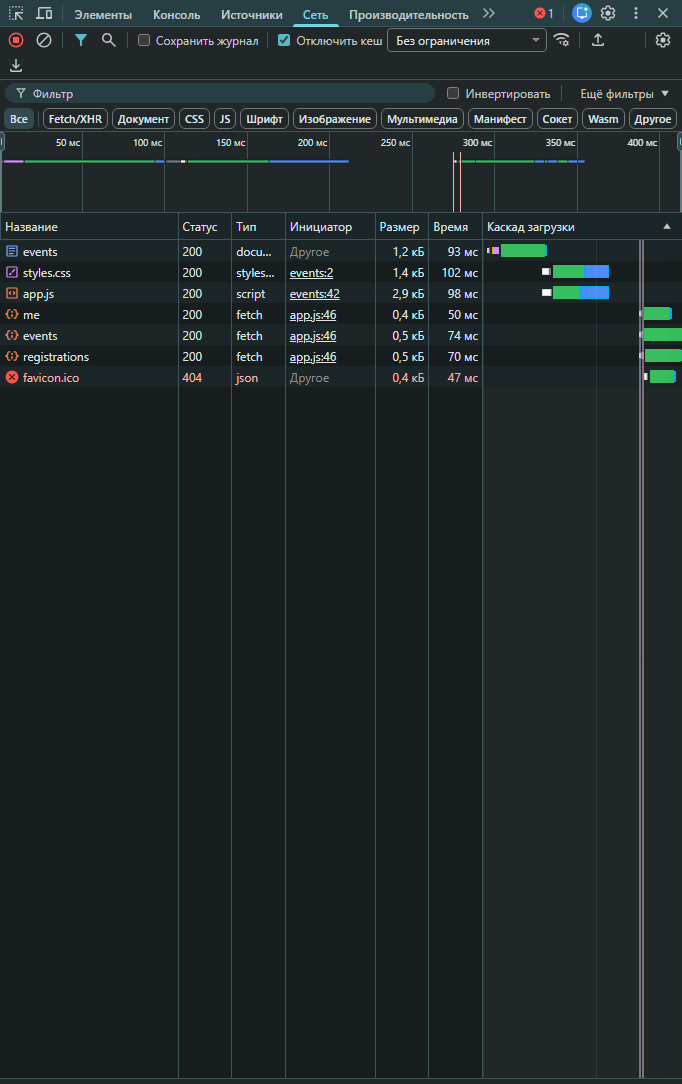 Элементы Консоль Источники Сеть Производительность 1
Сохранить журнал Отключить кеш Без ограничения
Фильтр Инвертировать Ещё фильтры
Все Fetch/XHR Документ CSS JS Шрифт Изображение Мультимедиа Манифест Сокет Wasm Другое
50 мс 100 мс 150 мс 200 мс 250 мс 300 мс 350 мс 400 мс
Название Статус Тип Инициатор Размер Время Каскад загрузки
events 200 docu... Другое 1,2 кБ 93 мс
styles.css 200 styles... events:2 1,4 кБ 102 мс
app.js 200 script events:42 2,9 кБ 98 мс
me 200 fetch app.js:46 0,4 кБ 50 мс
events 200 fetch app.js:46 0,5 кБ 74 мс
registrations 200 fetch app.js:46 0,5 кБ 70 мс
favicon.ico 404 json Другое 0,4 кБ 47 мс